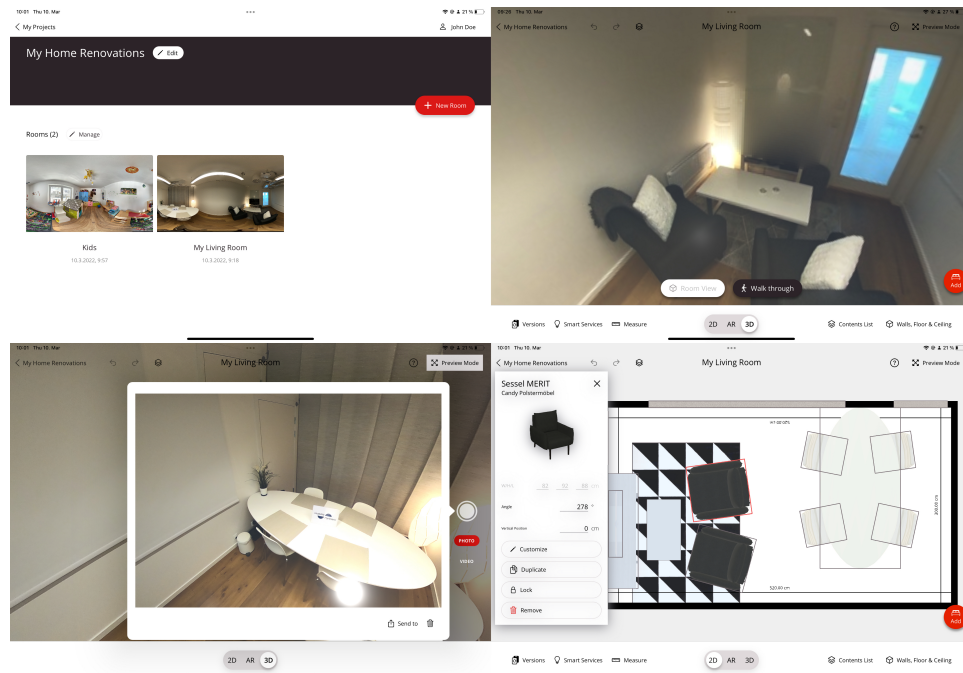 10:01 Thu 10. Mar
21 %
My Projects
John Doe
My Home Renovations
Edit
New Room
Rooms (2)
Manage
Kids
10.3.2022, 9:57
My Living Room
10.3.2022, 9:18
09:26 Thu 10. Mar
21 %
My Home Renovations
My Living Room
Preview Mode
Room View
Walk through
Add
Versions
Smart Services
Measure
2D AR 3D
Contents List
Walls, Floor & Ceiling
10:01 Thu 10. Mar
21 %
My Home Renovations
My Living Room
Preview Mode
PHOTO
VIDEO
Send to
2D AR 3D
10:01 Thu 10. Mar
21 %
My Home Renovations
My Living Room
Preview Mode
Sessel MERIT
Candy Polstermöbel
cm
Angle
278 °
Vertical Position
0 cm
Customize
Duplicate
Lock
Remove
520.00 cm
Add
Versions
Smart Services
Measure
2D AR 3D
Contents List
Walls, Floor & Ceiling